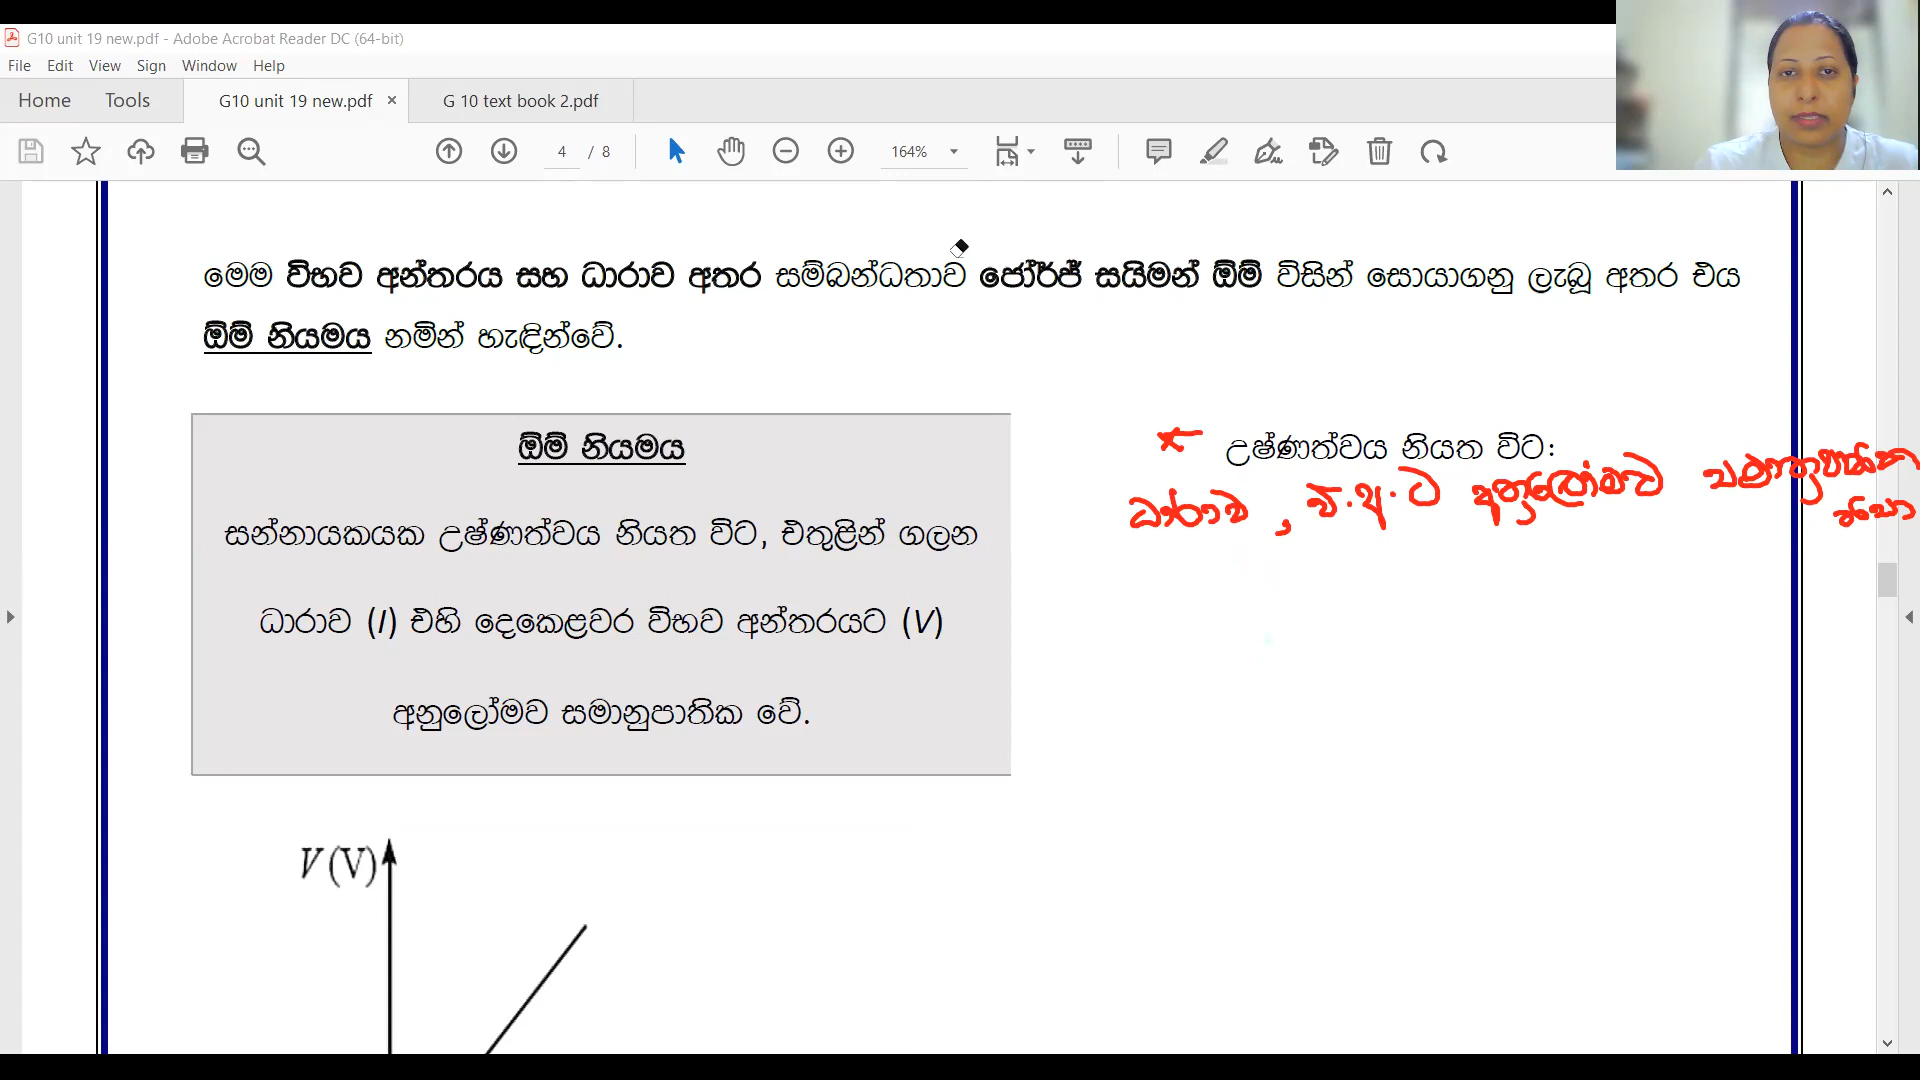 G10 unit 19 new.pdf - Adobe Acrobat Reader DC (64-bit)
File Edit View Sign Window Help
Home Tools G10 unit 19 new.pdf × G 10 text book 2.pdf
4 / 8 164%
මෙම විභව අන්තරය සහ ධාරාව අතර සම්බන්ධතාව ජෝර්ජ් සයිමන් ඕම් විසින් සොයාගනු ලැබූ අතර එය
ඕම් නියමය නමින් හැඳින්වේ.
ඕම් නියමය
සන්නායකයක උෂ්ණත්වය නියත විට, එතුළින් ගලන
ධාරාව (I) එහි දෙකෙළවර විභව අන්තරයට (V)
අනුලෝමව සමානුපාතික වේ.
උෂ්ණත්වය නියත විට:
ධාරාව , වි.අ.ට අනුලෝමව සමානුපාතික
V(V)